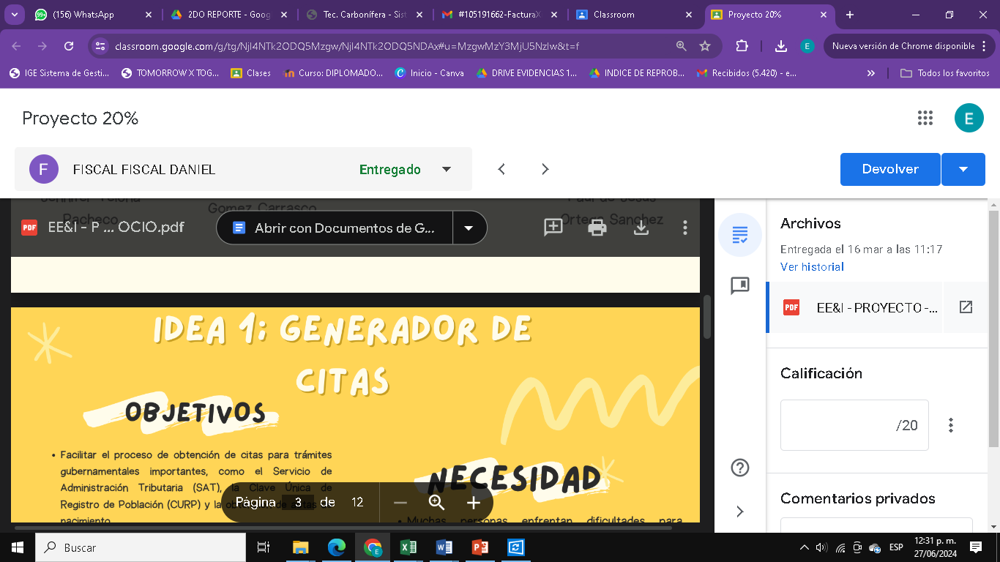 (156) WhatsApp
2DO REPORTE - Goog
Tec. Carbonífera - Sist
#105191662-FacturaX
Classroom
Proyecto 20%
classroom.google.com/g/tg/NjI4NTk2ODQ5Mzgw/NjI4NTk2ODQ5NDAx#u=MzgwMzY3MjU5NzIw&t=f
E
Nueva versión de Chrome disponible
IGE Sistema de Gesti...
TOMORROW X TOG...
Clases
Curso: DIPLOMADO...
Inicio - Canva
DRIVE EVIDENCIAS 1...
INDICE DE REPROB...
Recibidos (5.420) - e...
Todos los favoritos
Proyecto 20%
E
F
FISCAL FISCAL DANIEL
Entregado
Devolver
Pacheco
Gomez Carrasco
Paul de Jesus
Ortega Sanchez
PDF
EE&I - P ... OCIO.pdf
Abrir con Documentos de G...
IDEA 1; GENERADOR DE
CITAS
OBJETIVOS
• Facilitar el proceso de obtención de citas para trámites
gubernamentales importantes, como el Servicio de
Administración Tributaria (SAT), la Clave Única de
Registro de Población (CURP) y la
nacimiento
NECESIDAD
• Muchas personas enfrentan dificultades para
Página 3 de 12
Archivos
Entregada el 16 mar a las 11:17
Ver historial
PDF
EE&I - PROYECTO -...
Calificación
/20
Comentarios privados
Buscar
ESP
12:31 p. m.
27/06/2024